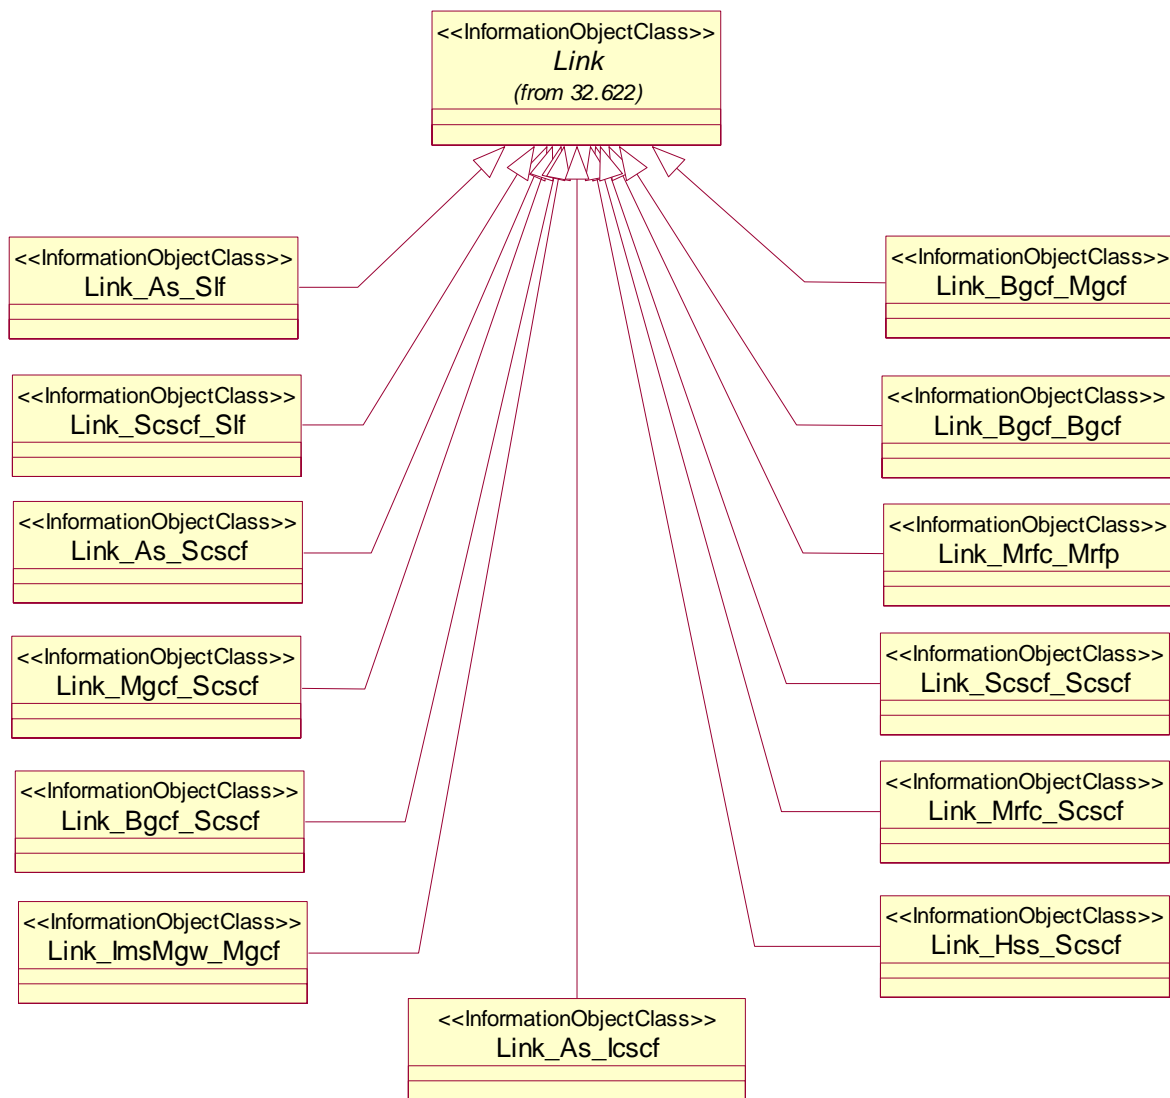 <<InformationObjectClass>>
Link
(from 32.622)
<<InformationObjectClass>>
Link_As_Slf
<<InformationObjectClass>>
Link_Scscf_Slf
<<InformationObjectClass>>
Link_As_Scscf
<<InformationObjectClass>>
Link_Mgcf_Scscf
<<InformationObjectClass>>
Link_Bgcf_Scscf
<<InformationObjectClass>>
Link_ImsMgw_Mgcf
<<InformationObjectClass>>
Link_As_Icscf
<<InformationObjectClass>>
Link_Bgcf_Mgcf
<<InformationObjectClass>>
Link_Bgcf_Bgcf
<<InformationObjectClass>>
Link_Mrfc_Mrfp
<<InformationObjectClass>>
Link_Scscf_Scscf
<<InformationObjectClass>>
Link_Mrfc_Scscf
<<InformationObjectClass>>
Link_Hss_Scscf